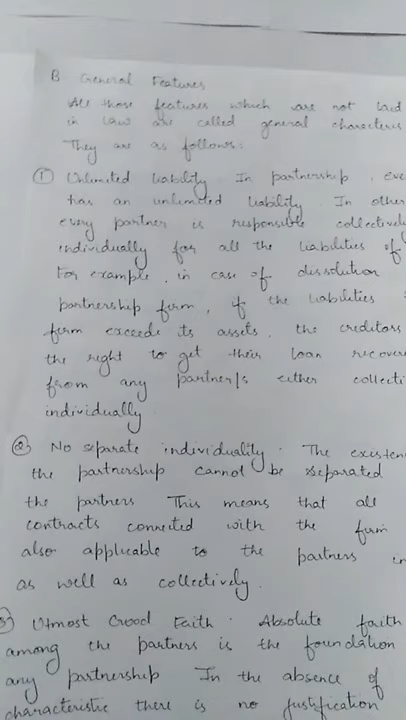 B General Features
All those features which are not laid
in law are called general characteris
They are as follows:
① Unlimited liability. In partnership, eve
has an unlimited liability. In other
every partner is responsible collectively
individually for all the liabilities of
For example, in case of dissolution
partnership firm, if the liabilities
firm exceeds its assets, the creditors
the right to get their loan recove
from any partner/s either collecti
individually
② No separate individuality. The existen
the partnership cannot be separated
the partners This means that all
contracts connected with the firm
also applicable to the partners in
as well as collectively.
3) Utmost Good Faith. Absolute faith
among the partners is the foundation
any partnership In the absence of
characteristic there is no justification